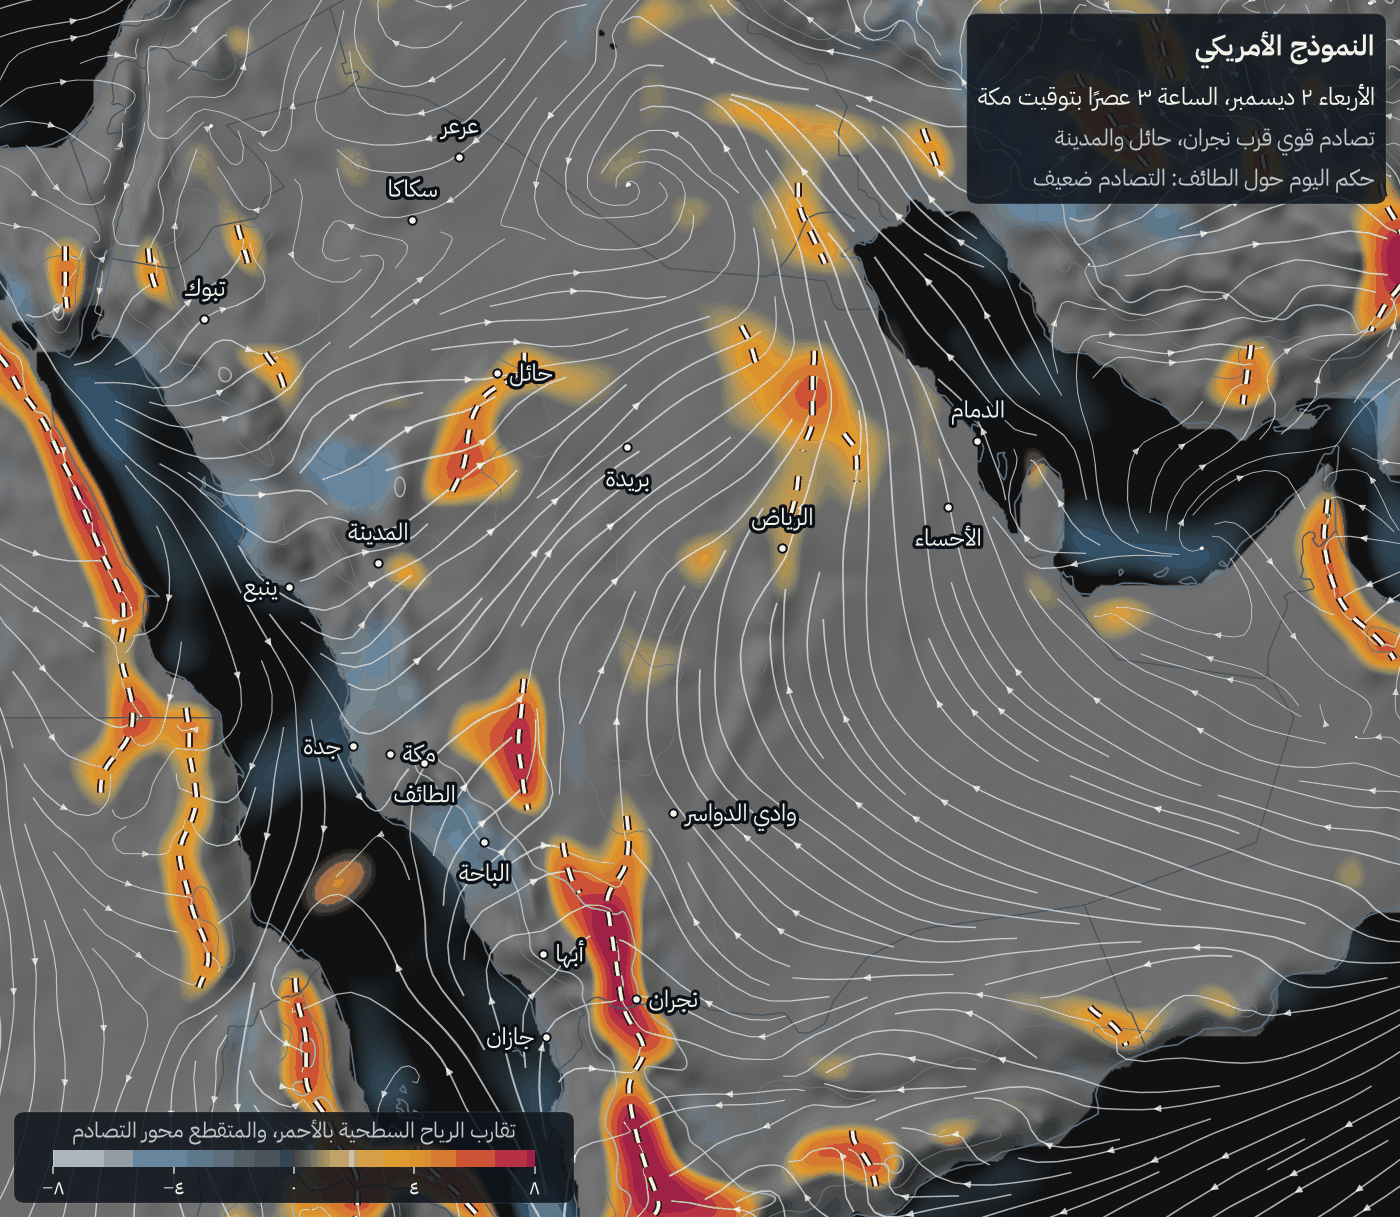 النموذج الأمريكي
الأربعاء ٢ ديسمبر، الساعة ٣ عصرًا بتوقيت مكة
تصادم قوي قرب نجران، حائل والمدينة
حكم اليوم حول الطائف: التصادم ضعيف
عرعر
سكاكا
تبوك
حائل
الدمام
بريدة
الرياض
المدينة
الأحساء
ينبع
جدة
مكة
الطائف
وادي الدواسر
الباحة
أبها
نجران
جازان
تقارب الرياح السطحية بالأحمر، والمتقطع محور التصادم
−٨ −٤ ٠ ٤ ٨